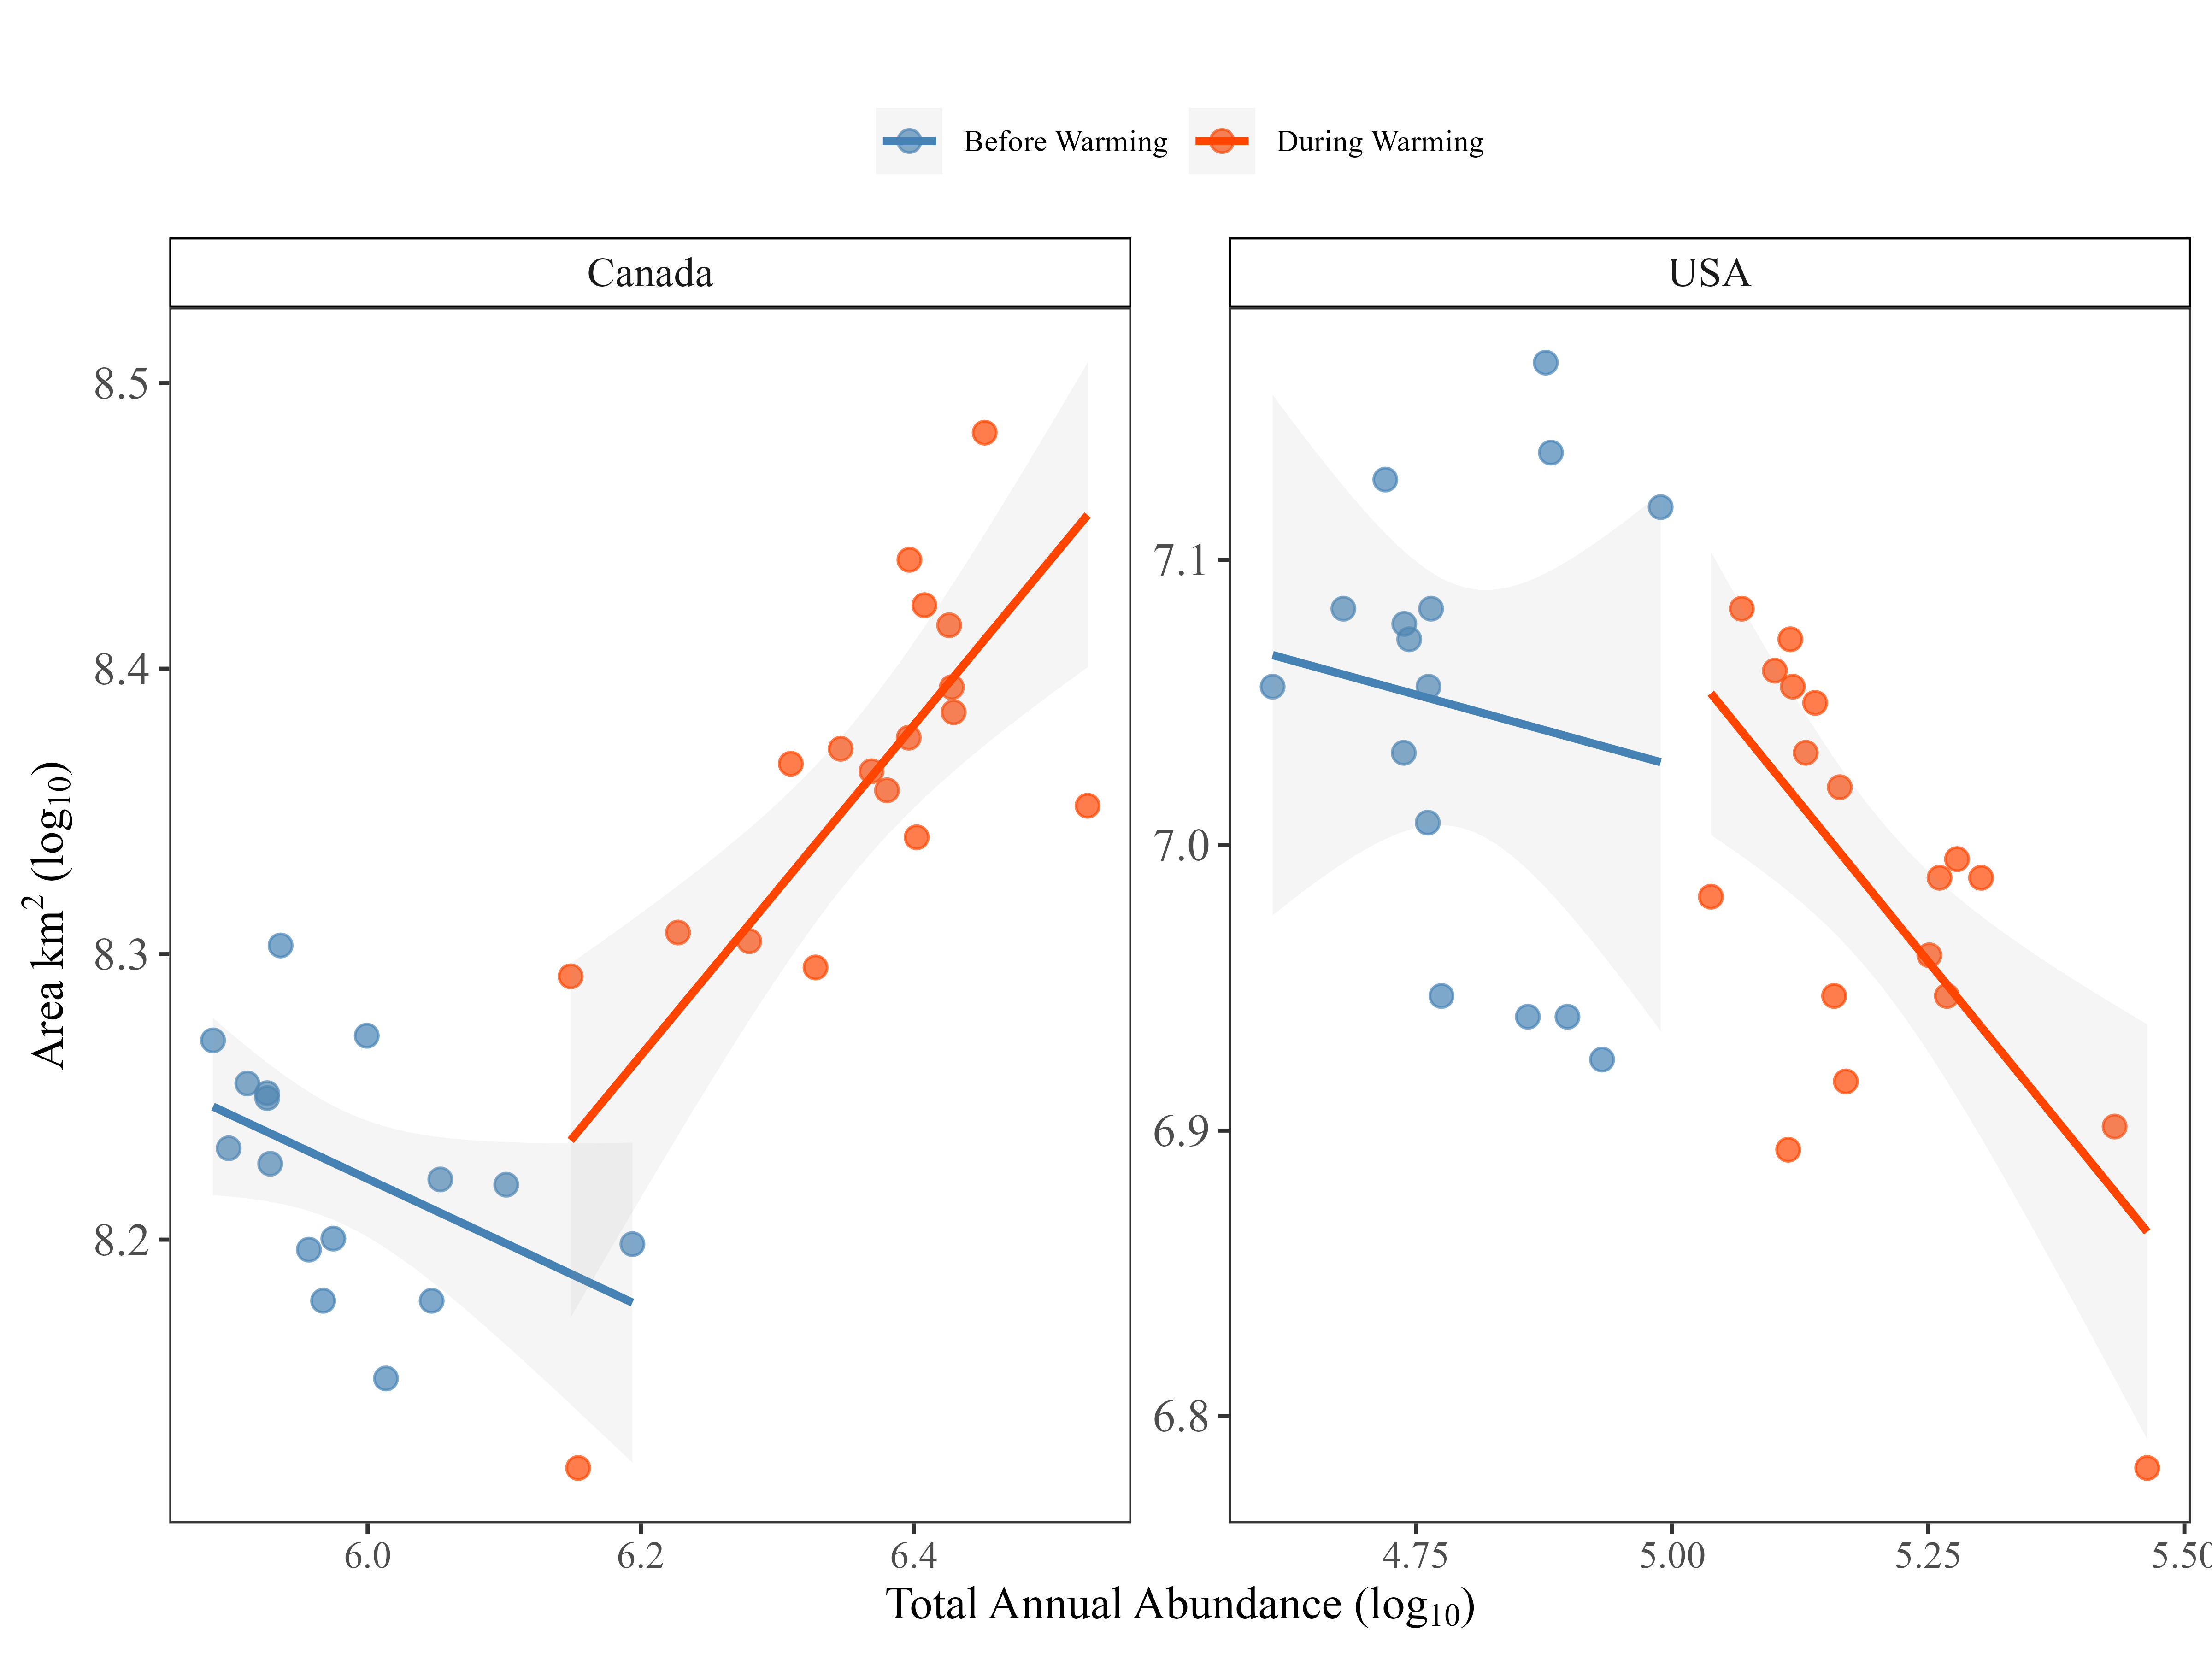 Before Warming During Warming
Canada
USA
8.5
8.4
8.3
8.2
7.1
7.0
6.9
6.8
6.0 6.2 6.4
4.75 5.00 5.25 5.50
Area km² (log₁₀)
Total Annual Abundance (log₁₀)